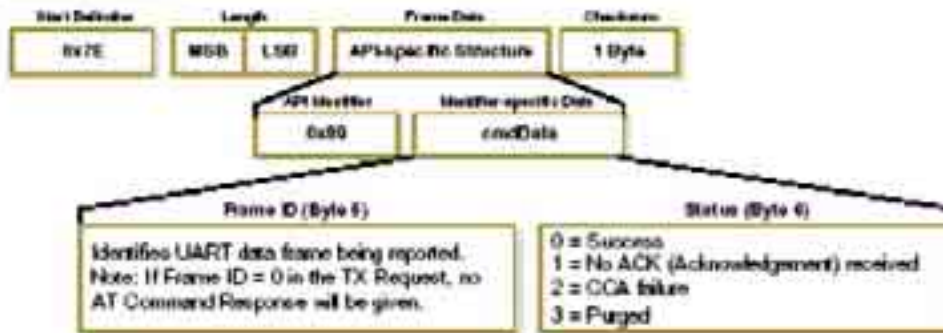 Start Delimiter Length Frame Data Checksum
0x7E MSB LSB API-specific Structure 1 Byte
API Identifier Identifier-specific Data
cmdData
Frame ID (Byte 5) Status (Byte 6)
Identifies UART data frame being reported.
Note: If Frame ID = 0 in the TX Request, no
AT Command Response will be given.
0 = Success
1 = No ACK (Acknowledgement) received
2 = CCA failure
3 = Purged